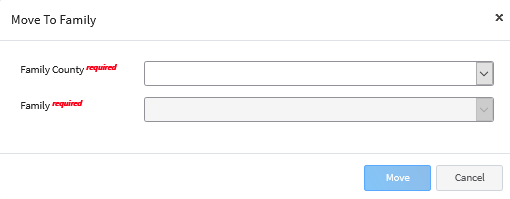 Move To Family ×
Family County required
Family required
Move Cancel